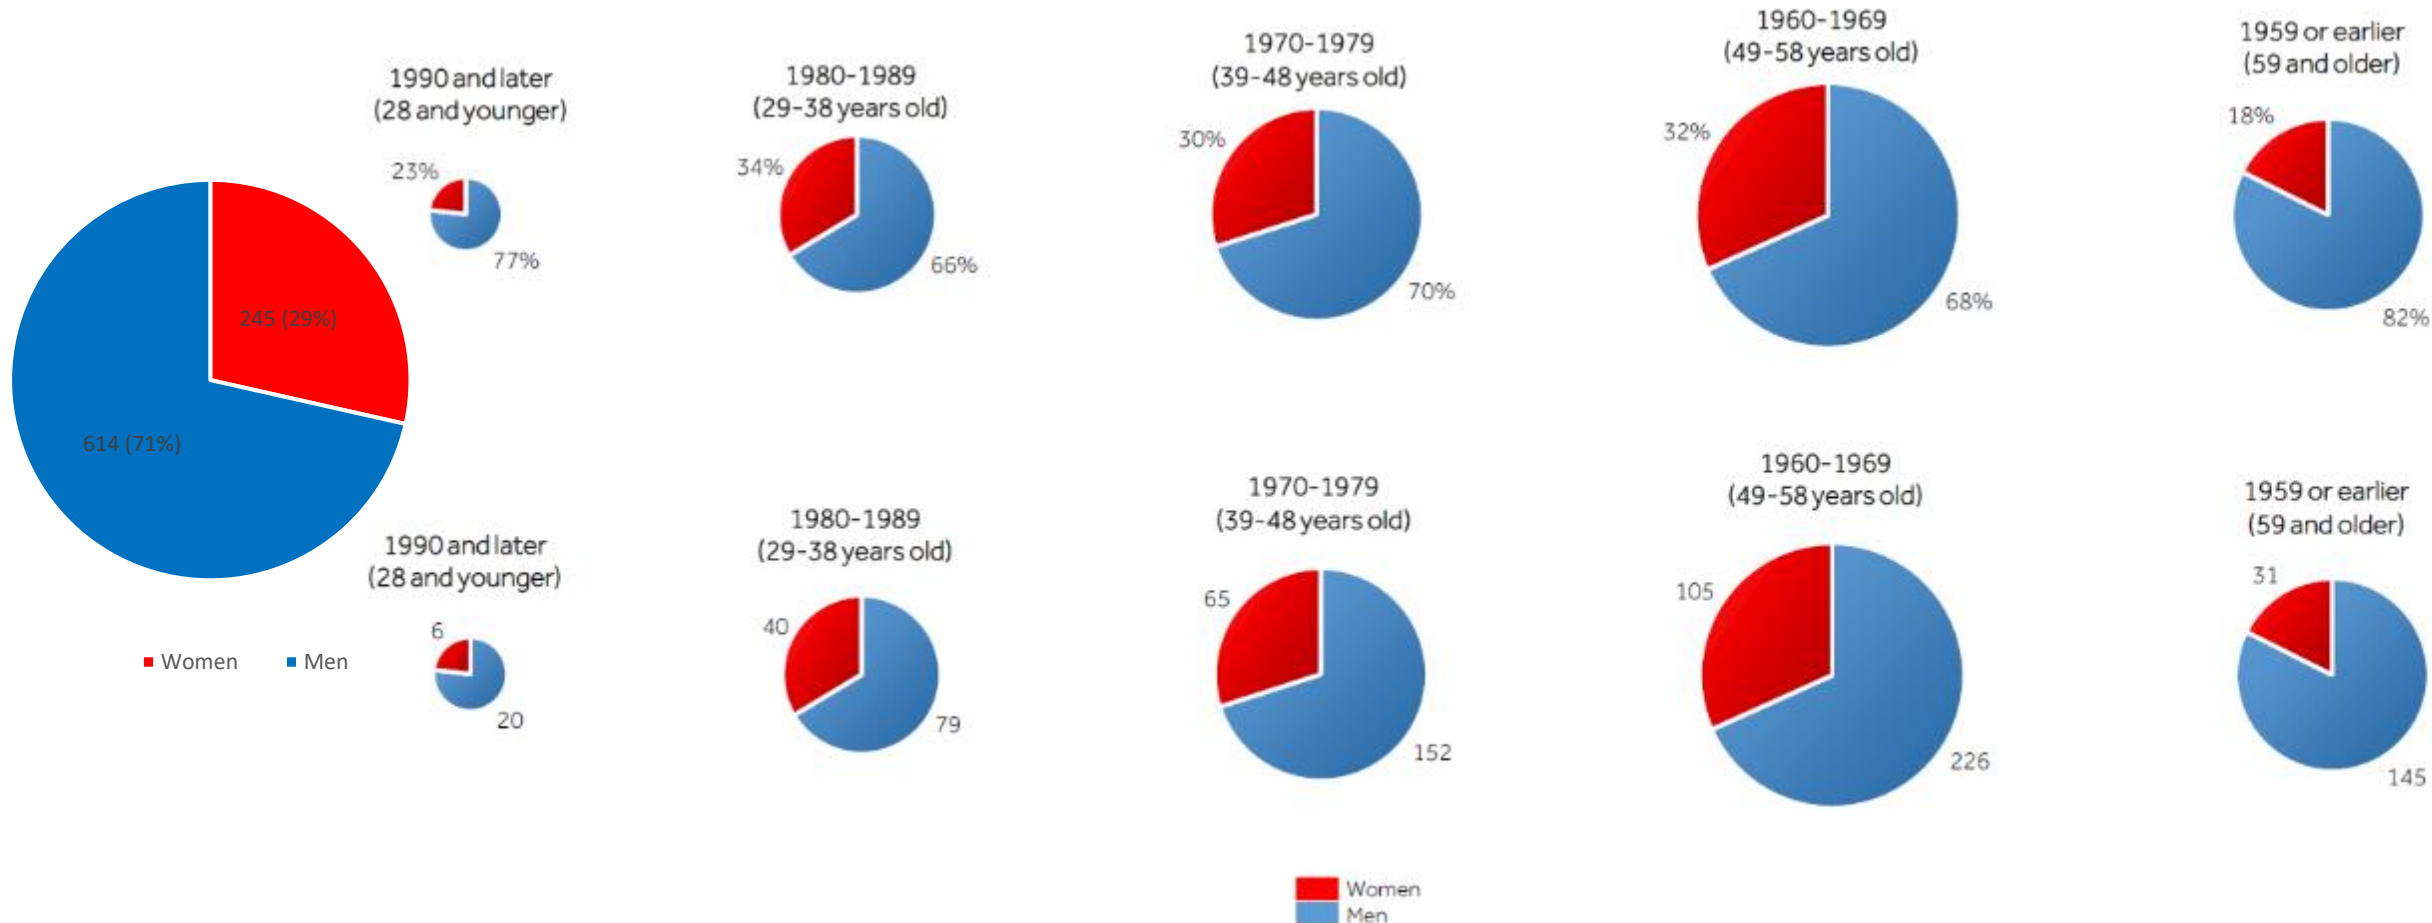 1990 and later
(28 and younger)
23%
77%
1980-1989
(29-38 years old)
34%
66%
1970-1979
(39-48 years old)
30%
70%
1960-1969
(49-58 years old)
32%
68%
1959 or earlier
(59 and older)
18%
82%
245 (29%)
614 (71%)
Women
Men
1990 and later
(28 and younger)
6
20
1980-1989
(29-38 years old)
40
79
1970-1979
(39-48 years old)
65
152
1960-1969
(49-58 years old)
105
226
1959 or earlier
(59 and older)
31
145
Women
Men